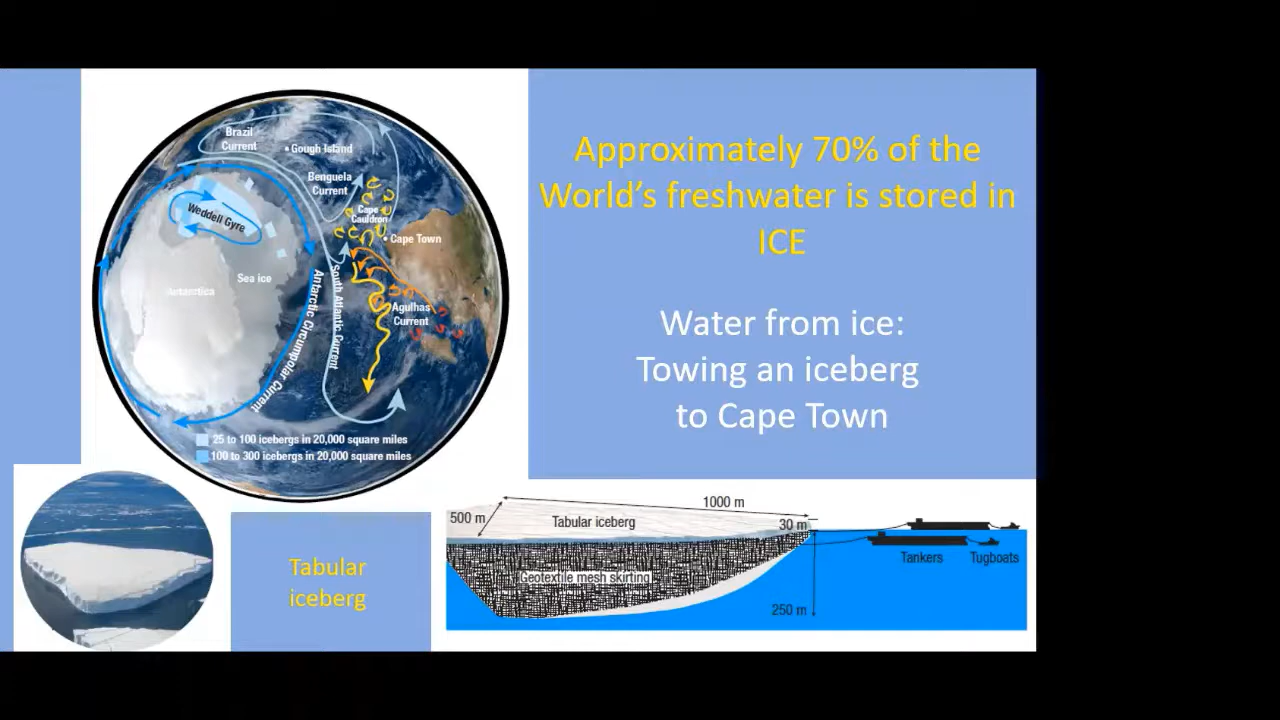 Brazil
Current
Gough Island
Benguela
Current
Cape
Cauldron
Weddell Gyre
Cape Town
Sea ice
Antarctica
Antarctic Circumpolar Current
South Atlantic Current
Agulhas
Current
25 to 100 icebergs in 20,000 square miles
100 to 300 icebergs in 20,000 square miles
Approximately 70% of the
World's freshwater is stored in
ICE
Water from ice:
Towing an iceberg
to Cape Town
Tabular
iceberg
1000 m
500 m
Tabular iceberg
30 m
Geotextile mesh skirting
Tankers
Tugboats
250 m